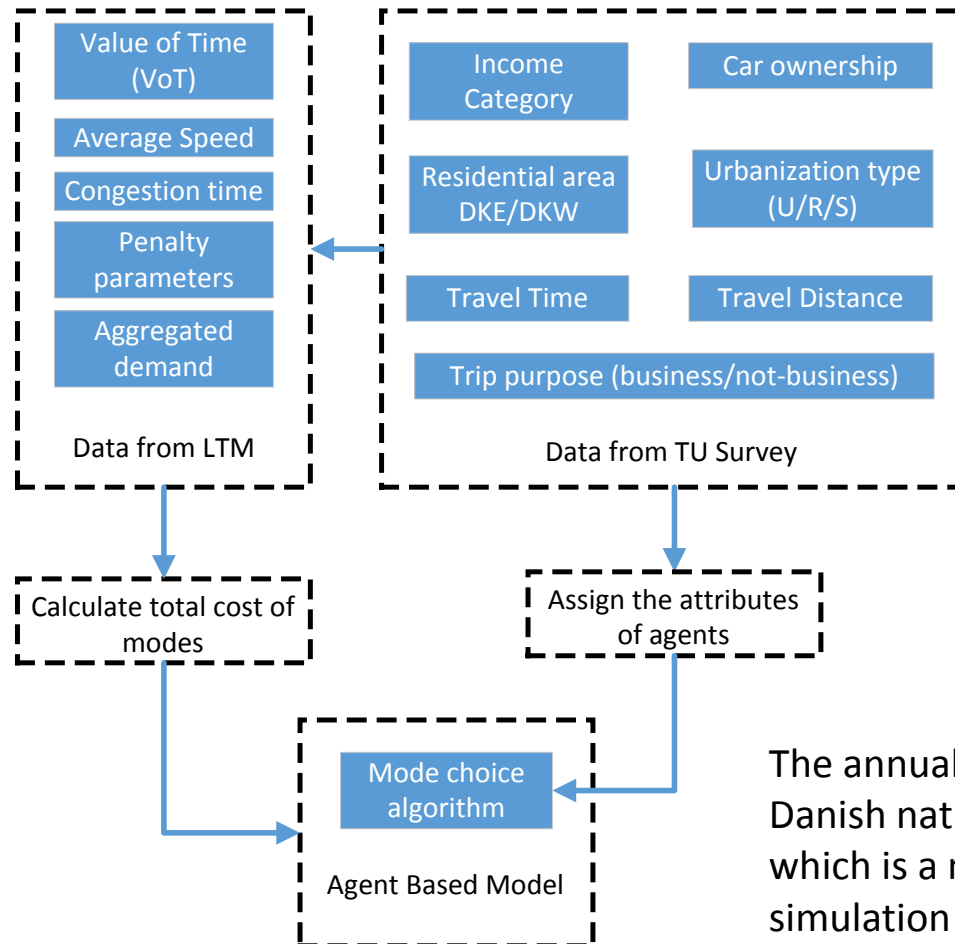 Value of Time
(VoT)
Average Speed
Congestion time
Penalty
parameters
Aggregated
demand
Data from LTM
Income
Category
Car ownership
Residential area
DKE/DKW
Urbanization type
(U/R/S)
Travel Time
Travel Distance
Trip purpose (business/not-business)
Data from TU Survey
Calculate total cost of
modes
Assign the attributes
of agents
Mode choice
algorithm
Agent Based Model
The annual
Danish nat
which is a
simulation